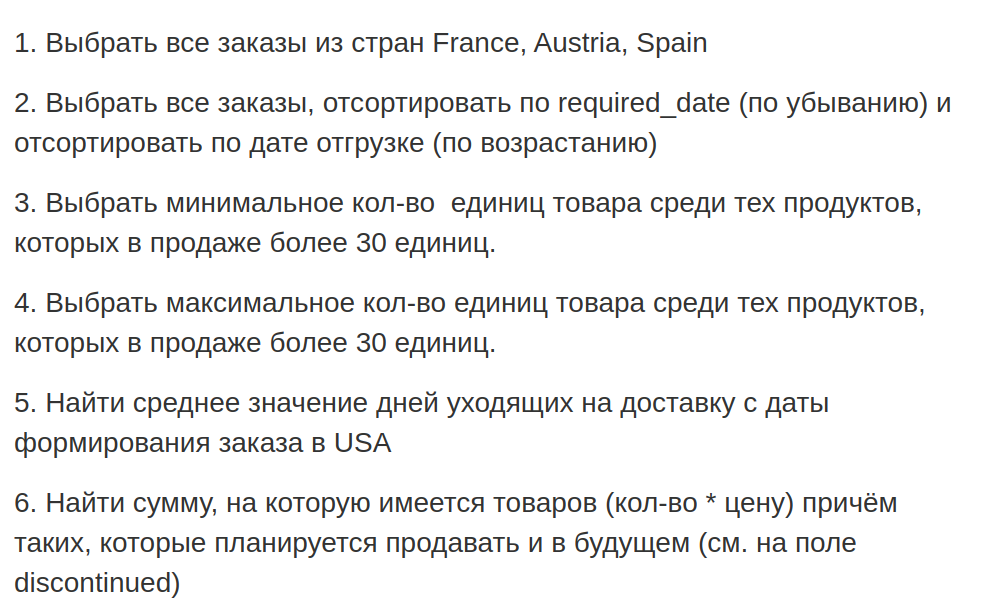 1. Выбрать все заказы из стран France, Austria, Spain
2. Выбрать все заказы, отсортировать по required_date (по убыванию) и
отсортировать по дате отгрузке (по возрастанию)
3. Выбрать минимальное кол-во  единиц товара среди тех продуктов,
которых в продаже более 30 единиц.
4. Выбрать максимальное кол-во единиц товара среди тех продуктов,
которых в продаже более 30 единиц.
5. Найти среднее значение дней уходящих на доставку с даты
формирования заказа в USA
6. Найти сумму, на которую имеется товаров (кол-во * цену) причём
таких, которые планируется продавать и в будущем (см. на поле
discontinued)